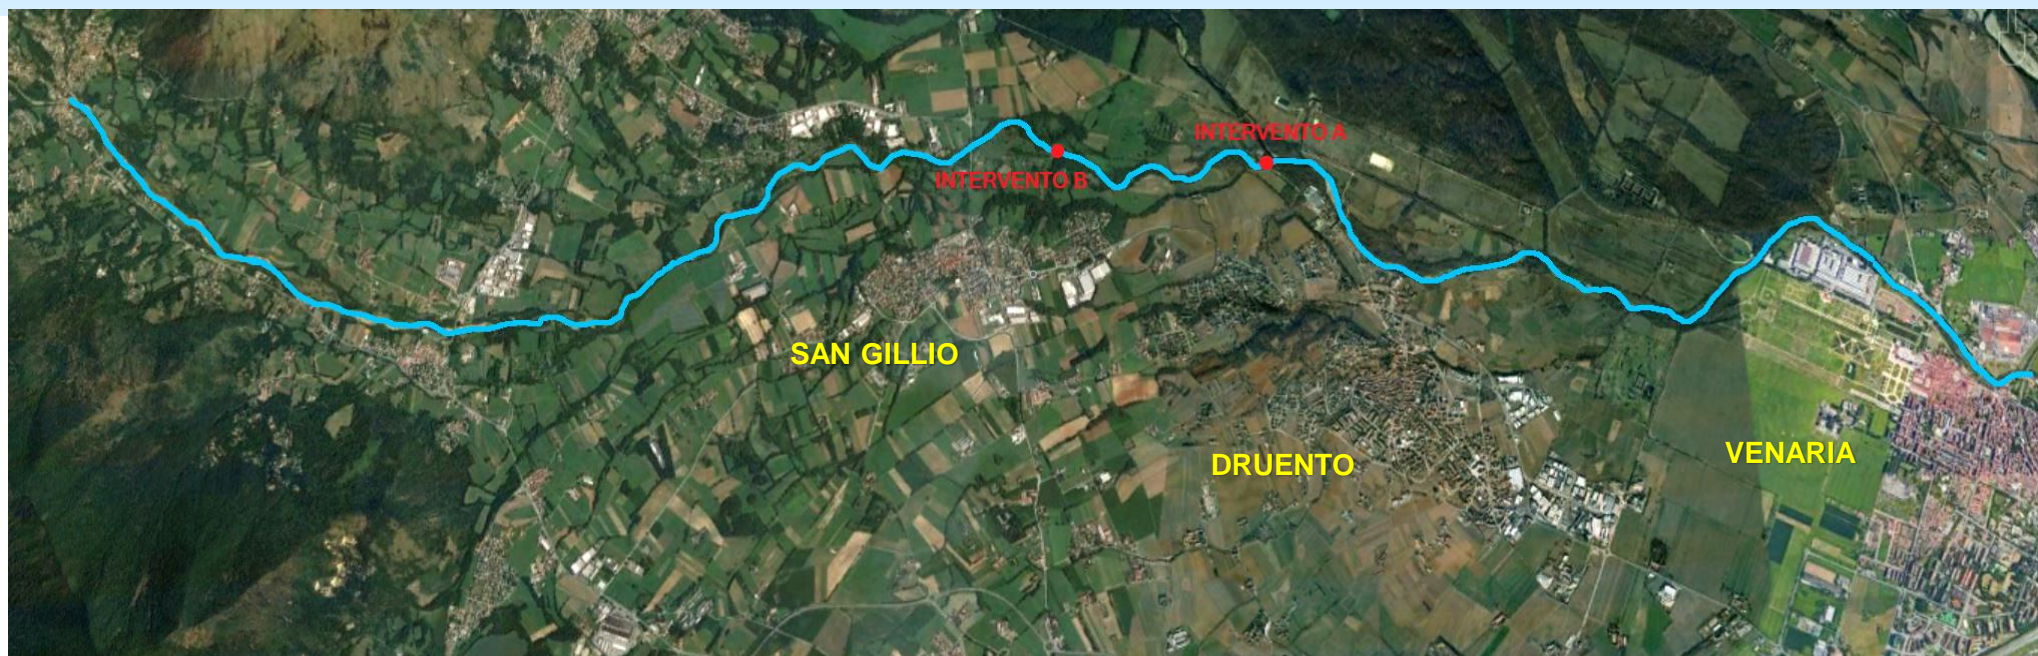 INTERVENTO A
INTERVENTO B
SAN GILLIO
DRUENTO
VENARIA